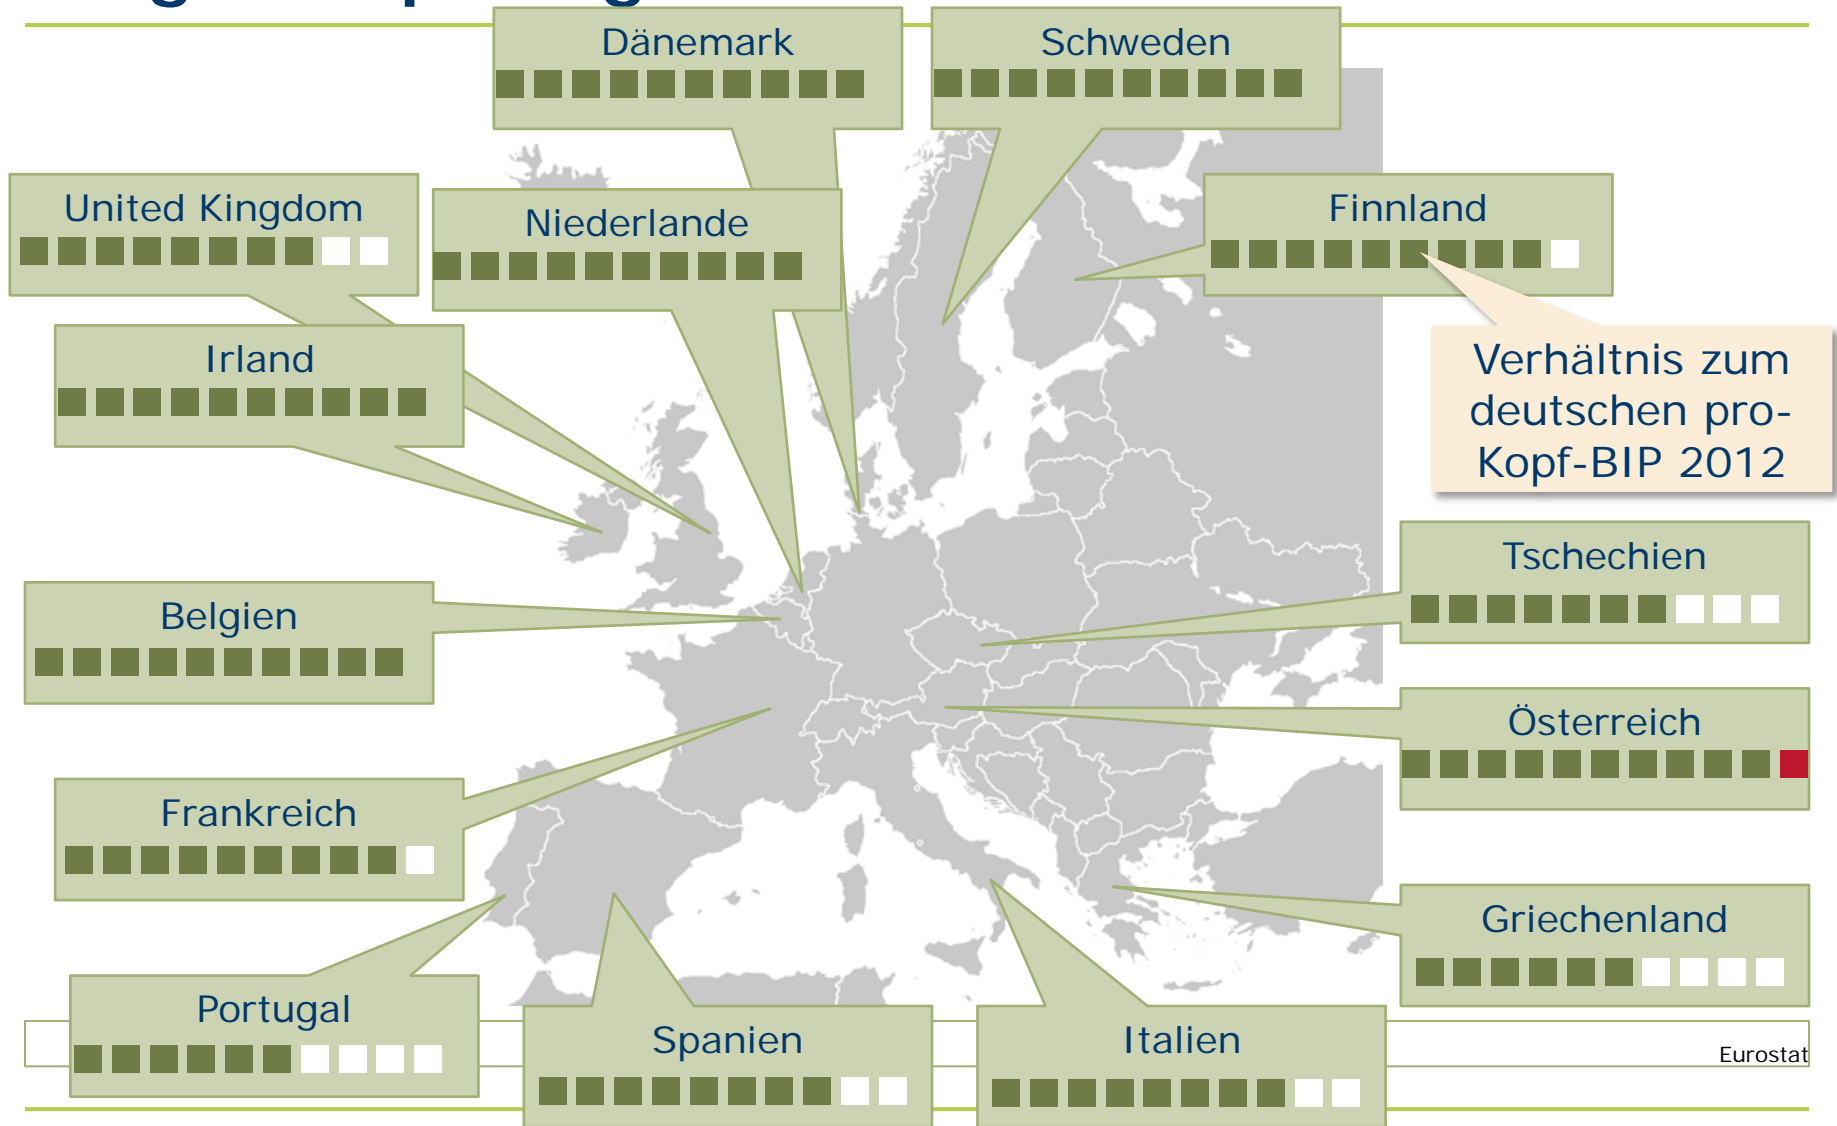 Dänemark
Schweden
United Kingdom
Niederlande
Finnland
Irland
Verhältnis zum
deutschen pro-
Kopf-BIP 2012
Tschechien
Belgien
Österreich
Frankreich
Griechenland
Portugal
Spanien
Italien
Eurostat